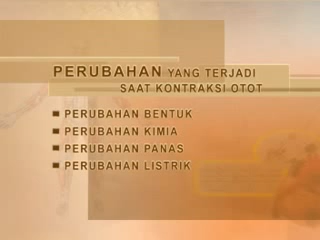 PERUBAHAN YANG TERJADI
SAAT KONTRAKSI OTOT
PERUBAHAN BENTUK
PERUBAHAN KIMIA
PERUBAHAN PANAS
PERUBAHAN LISTRIK